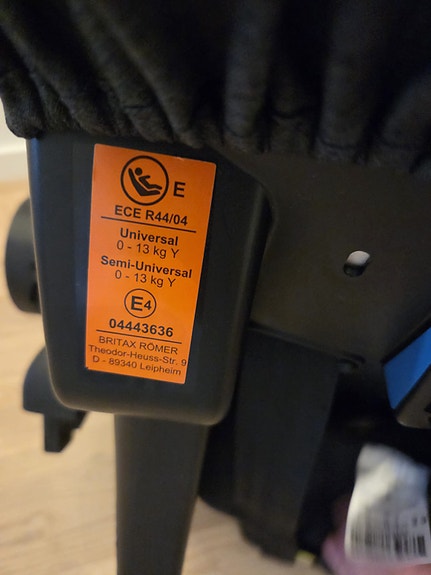 E
ECE R44/04
Universal
0 - 13 kg Y
Semi-Universal
0 - 13 kg Y
E4
04443636
BRITAX RÖMER
Theodor-Heuss-Str. 9
D - 89340 Leipheim